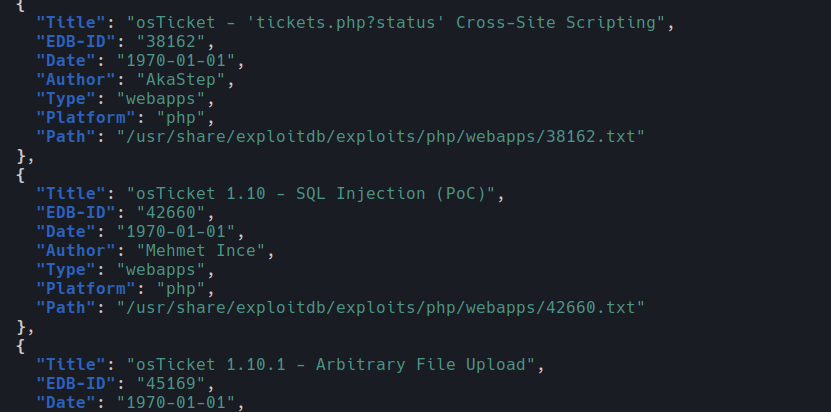 {
"Title": "osTicket - 'tickets.php?status' Cross-Site Scripting",
"EDB-ID": "38162",
"Date": "1970-01-01",
"Author": "AkaStep",
"Type": "webapps",
"Platform": "php",
"Path": "/usr/share/exploitdb/exploits/php/webapps/38162.txt"
},
{
"Title": "osTicket 1.10 - SQL Injection (PoC)",
"EDB-ID": "42660",
"Date": "1970-01-01",
"Author": "Mehmet Ince",
"Type": "webapps",
"Platform": "php",
"Path": "/usr/share/exploitdb/exploits/php/webapps/42660.txt"
},
{
"Title": "osTicket 1.10.1 - Arbitrary File Upload",
"EDB-ID": "45169",
"Date": "1970-01-01",